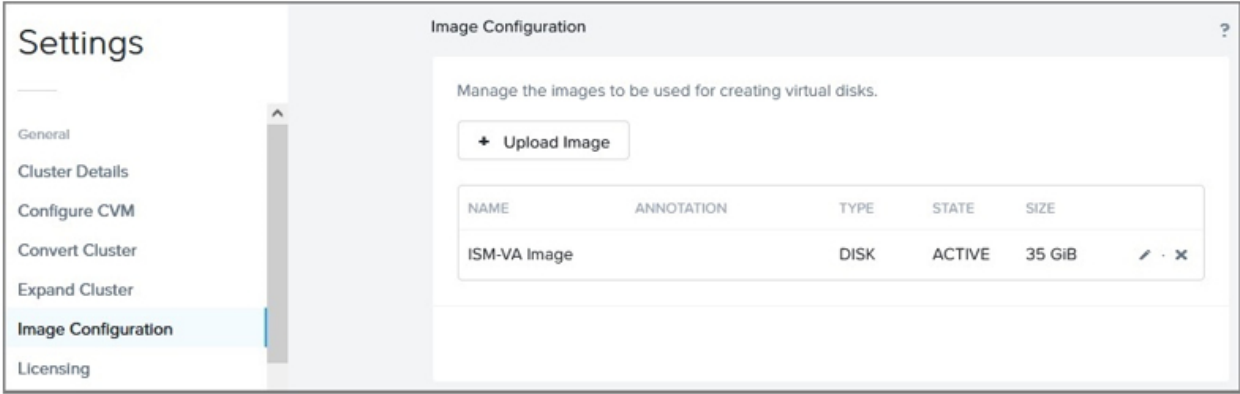 Settings
General
Cluster Details
Configure CVM
Convert Cluster
Expand Cluster
Image Configuration
Licensing
Image Configuration
?
Manage the images to be used for creating virtual disks.
+ Upload Image
NAME ANNOTATION TYPE STATE SIZE
ISM-VA Image DISK ACTIVE 35 GiB